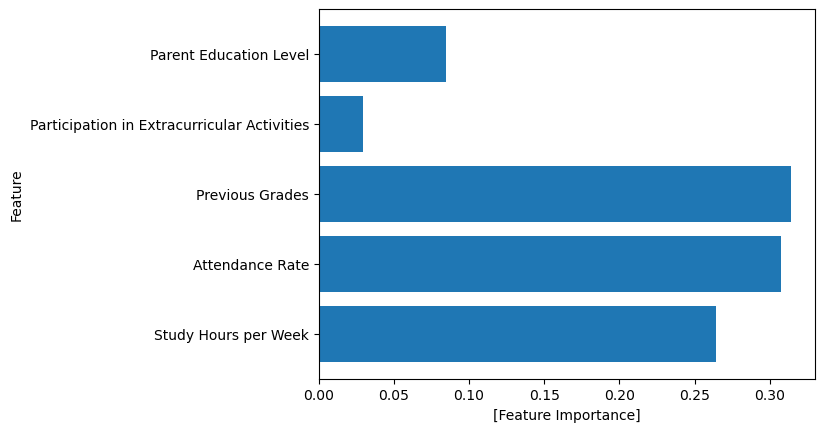 Parent Education Level
Participation in Extracurricular Activities
Previous Grades
Attendance Rate
Study Hours per Week
Feature
0.00 0.05 0.10 0.15 0.20 0.25 0.30
[Feature Importance]